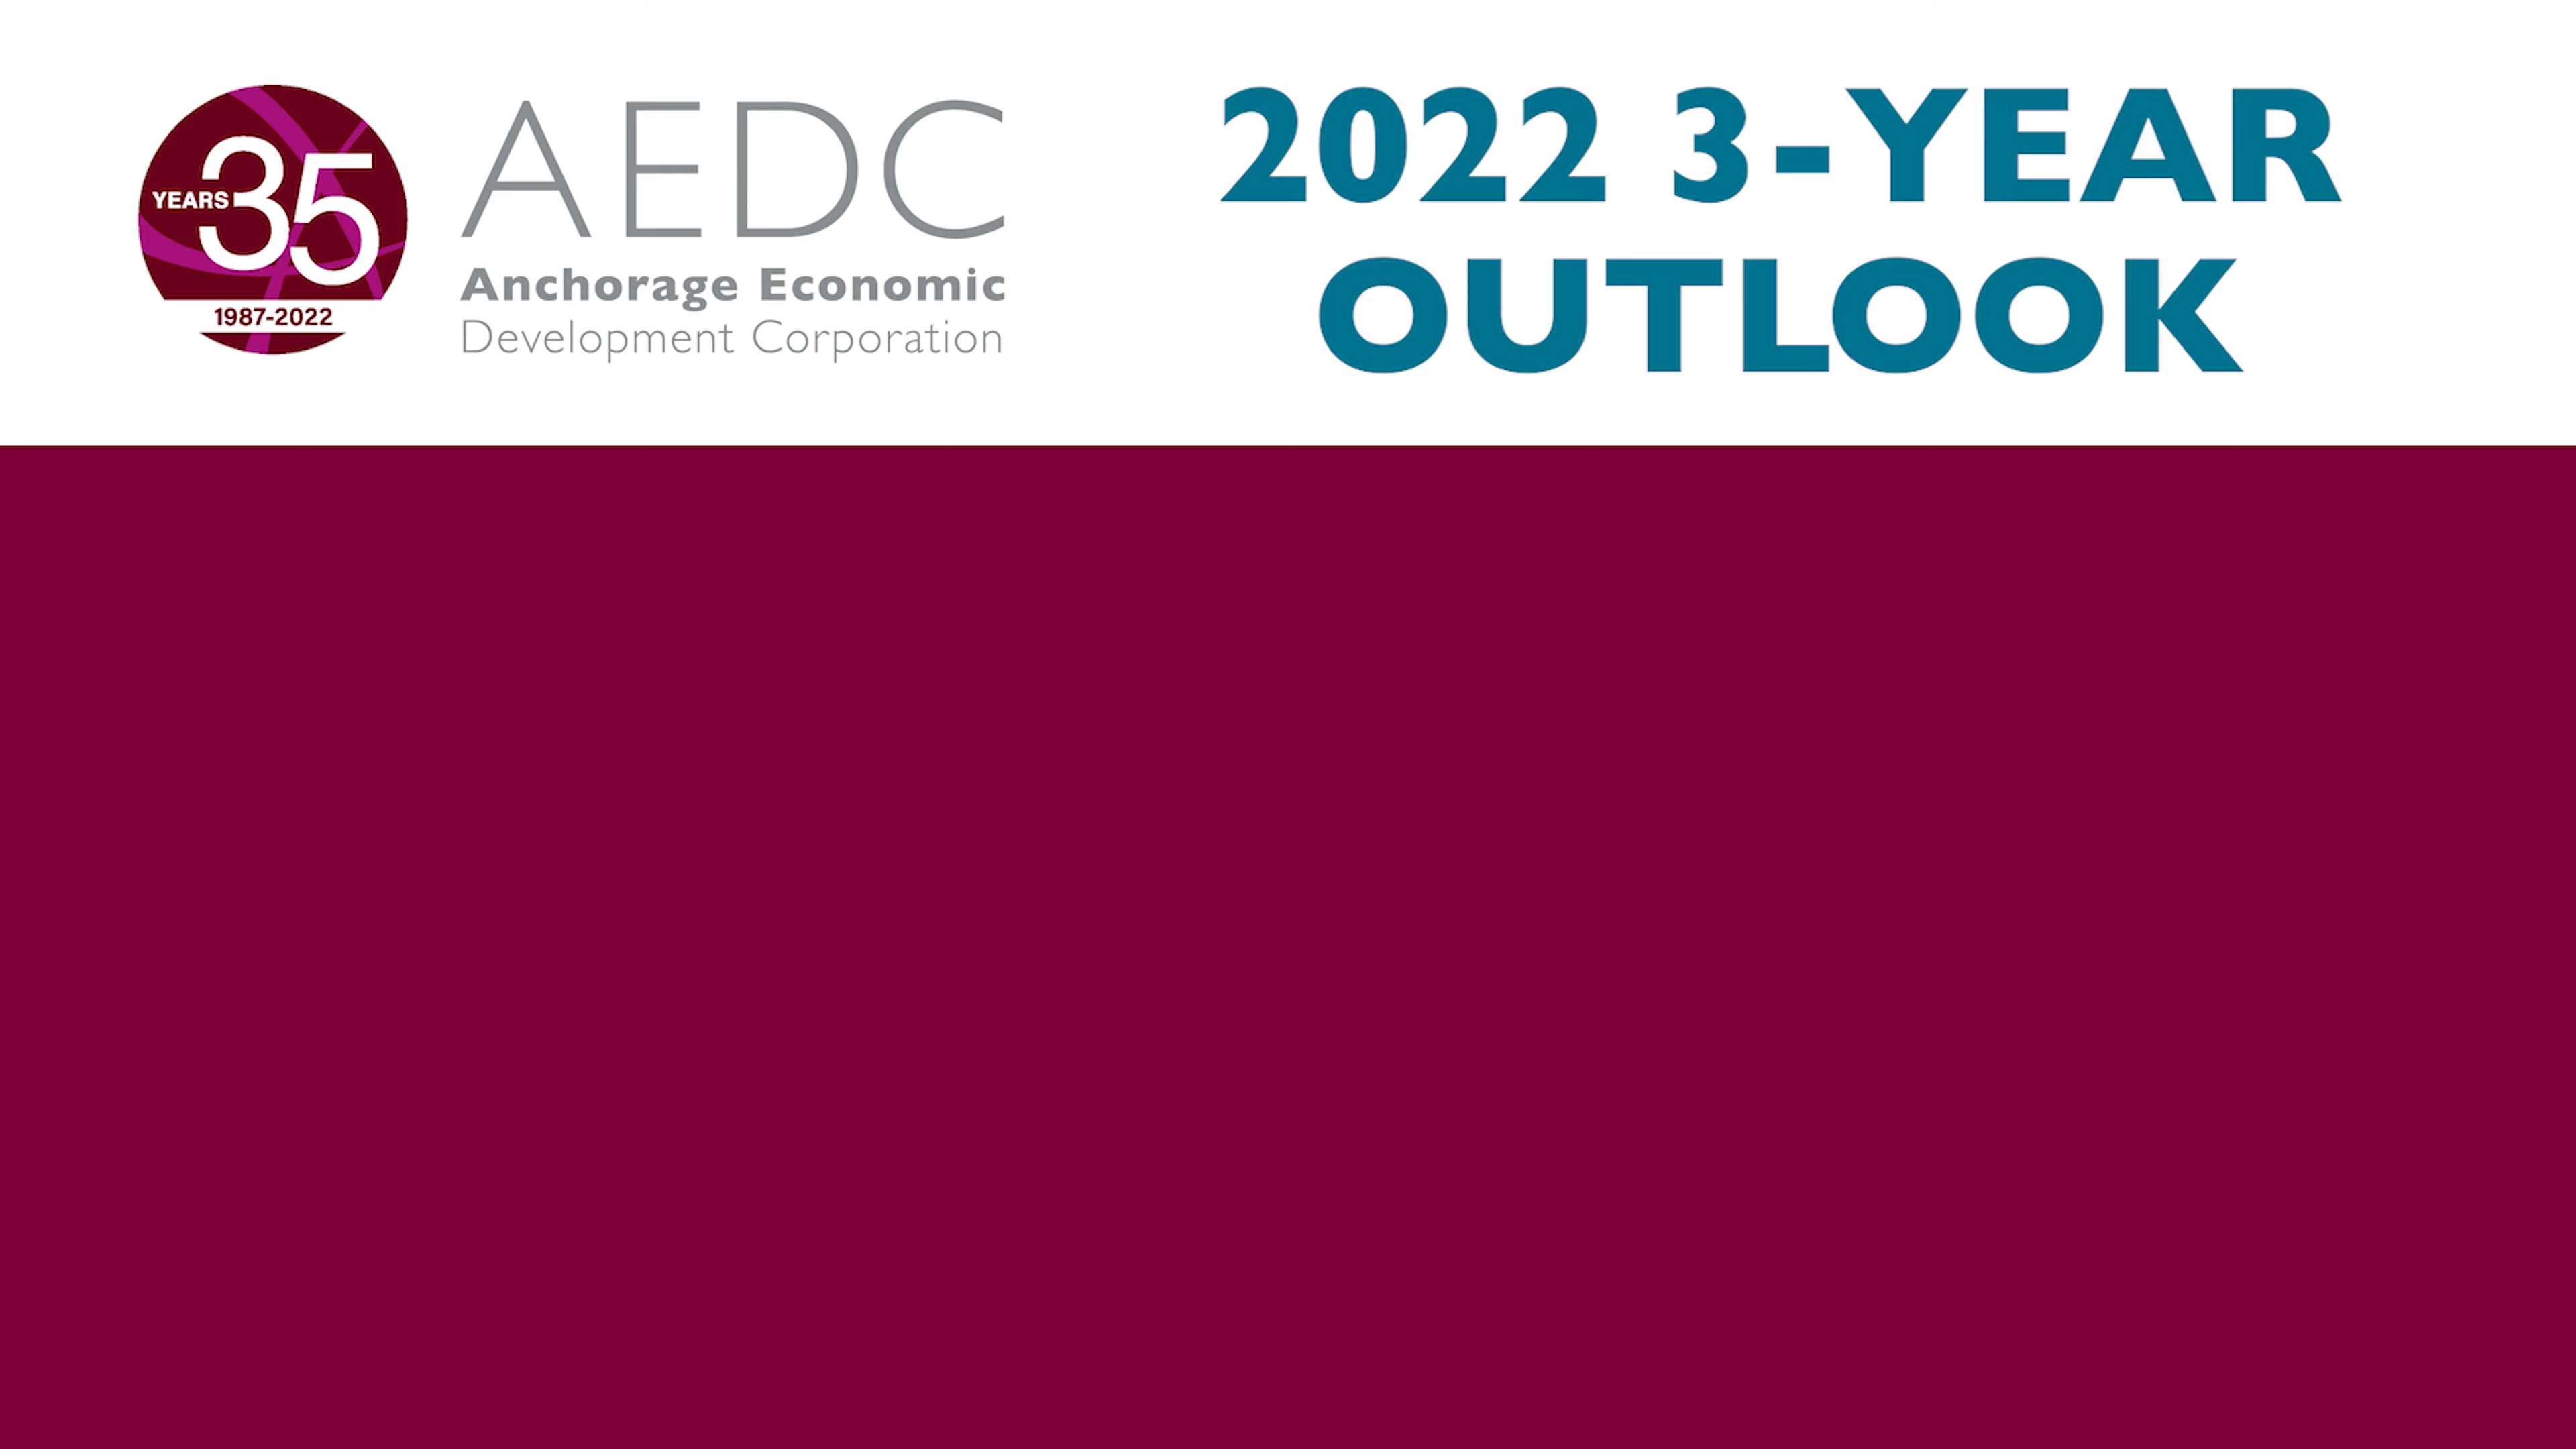 YEARS 35
1987-2022
AEDC
Anchorage Economic
Development Corporation
2022 3-YEAR
OUTLOOK